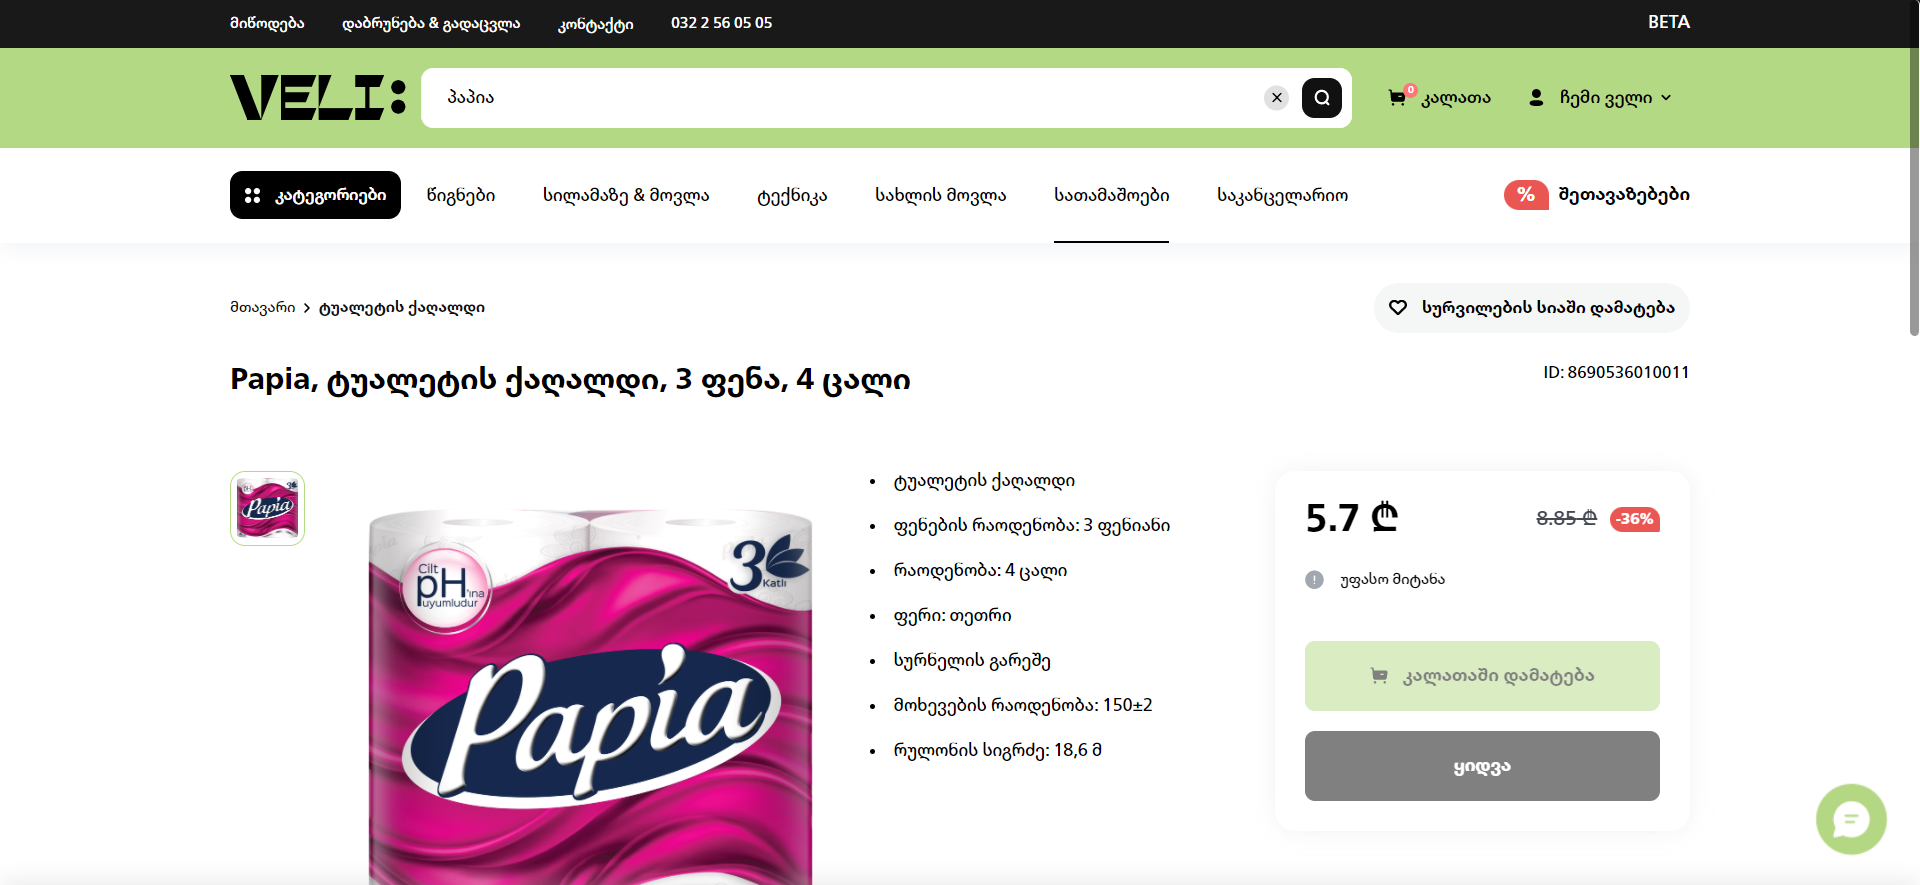 მიწოდება
დაბრუნება & გადაცვლა
კონტაქტი
032 2 56 05 05
BETA
VELI:
პაპია
0
კალათა
ჩემი ველი
კატეგორიები
წიგნები
სილამაზე & მოვლა
ტექნიკა
სახლის მოვლა
სათამაშოები
საკანცელარიო
%
შეთავაზებები
მთავარი
ტუალეტის ქაღალდი
სურვილების სიაში დამატება
Papia, ტუალეტის ქაღალდი, 3 ფენა, 4 ცალი
ID: 8690536010011
Papia
Cilt
pH'ına
uyumludur
3
Katlı
Papia
• ტუალეტის ქაღალდი
• ფენების რაოდენობა: 3 ფენიანი
• რაოდენობა: 4 ცალი
• ფერი: თეთრი
• სურნელის გარეშე
• მოხევების რაოდენობა: 150±2
• რულონის სიგრძე: 18,6 მ
5.7 ₾
8.85 ₾
-36%
უფასო მიტანა
კალათაში დამატება
ყიდვა